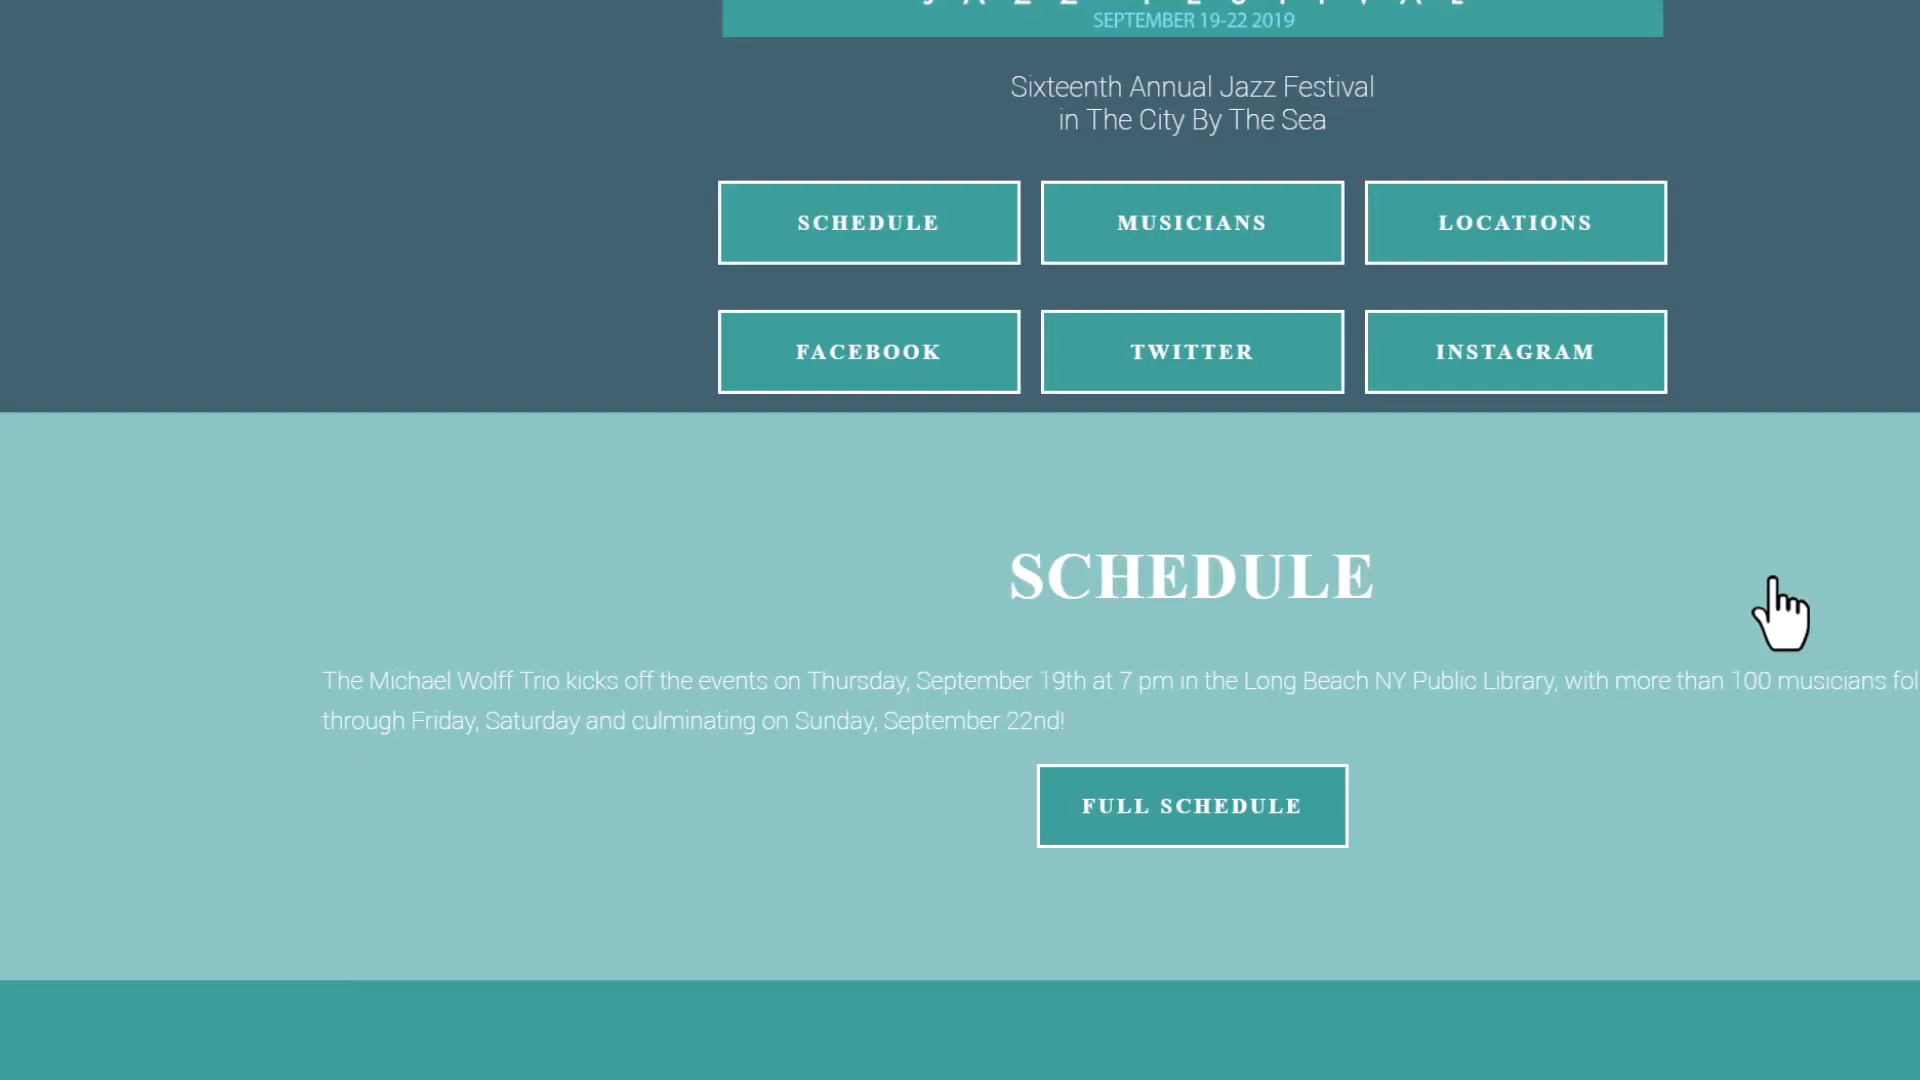 SEPTEMBER 19-22 2019
Sixteenth Annual Jazz Festival
in The City By The Sea
SCHEDULE MUSICIANS LOCATIONS
FACEBOOK TWITTER INSTAGRAM
SCHEDULE
The Michael Wolff Trio kicks off the events on Thursday, September 19th at 7 pm in the Long Beach NY Public Library, with more than 100 musicians
through Friday, Saturday and culminating on Sunday, September 22nd!
FULL SCHEDULE